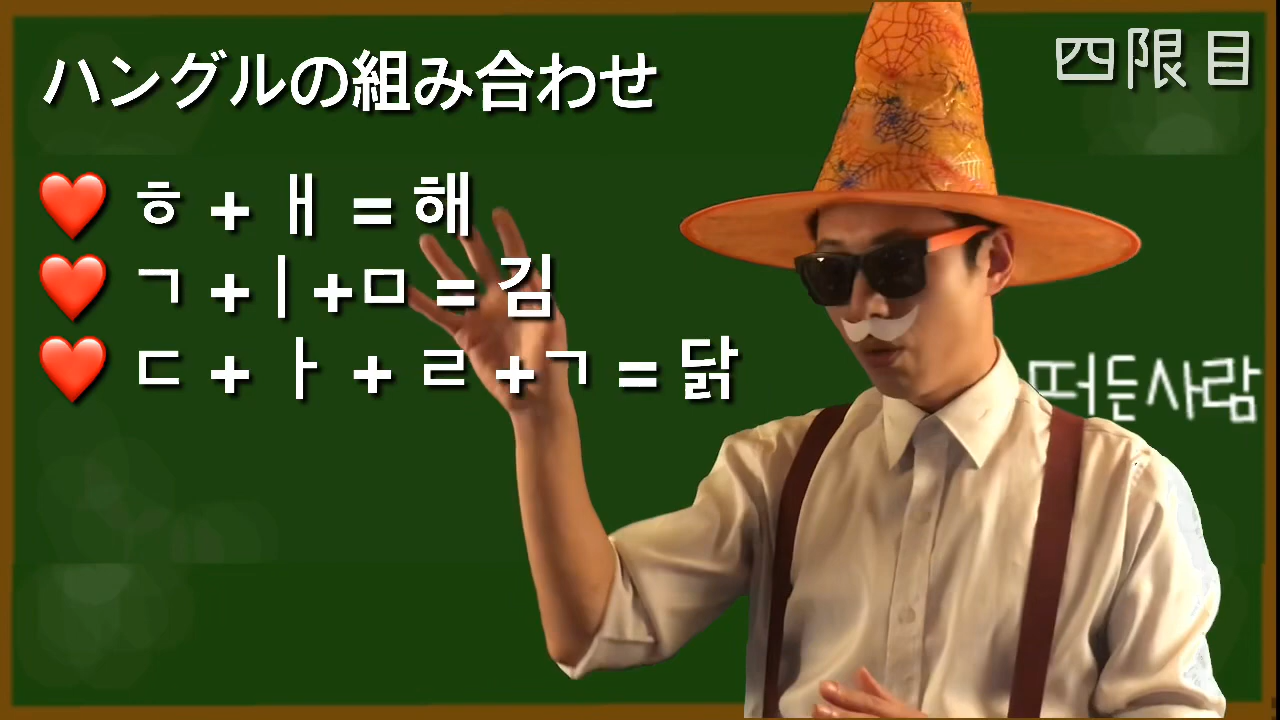 ハングルの組み合わせ
四限目
ㅎ + ㅐ = 해
ㄱ + ㅣ +ㅁ = 김
ㄷ + ㅏ + ㄹ +ㄱ = 닭
떠든사람